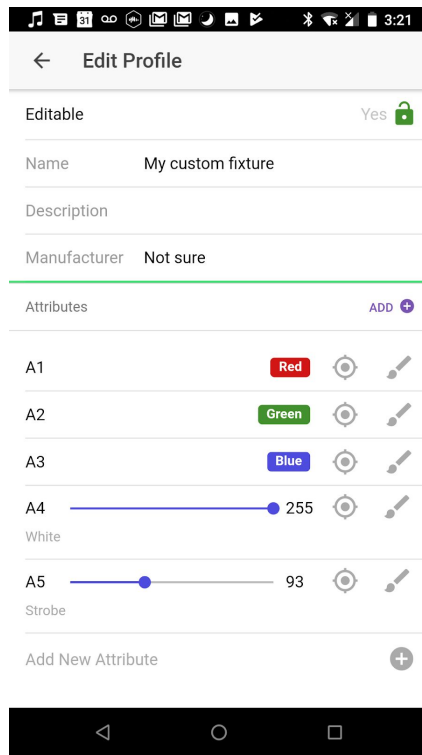 31 3:21
Edit Profile
Editable Yes
Name My custom fixture
Description
Manufacturer Not sure
Attributes ADD
A1 Red
A2 Green
A3 Blue
A4 255
White
A5 93
Strobe
Add New Attribute